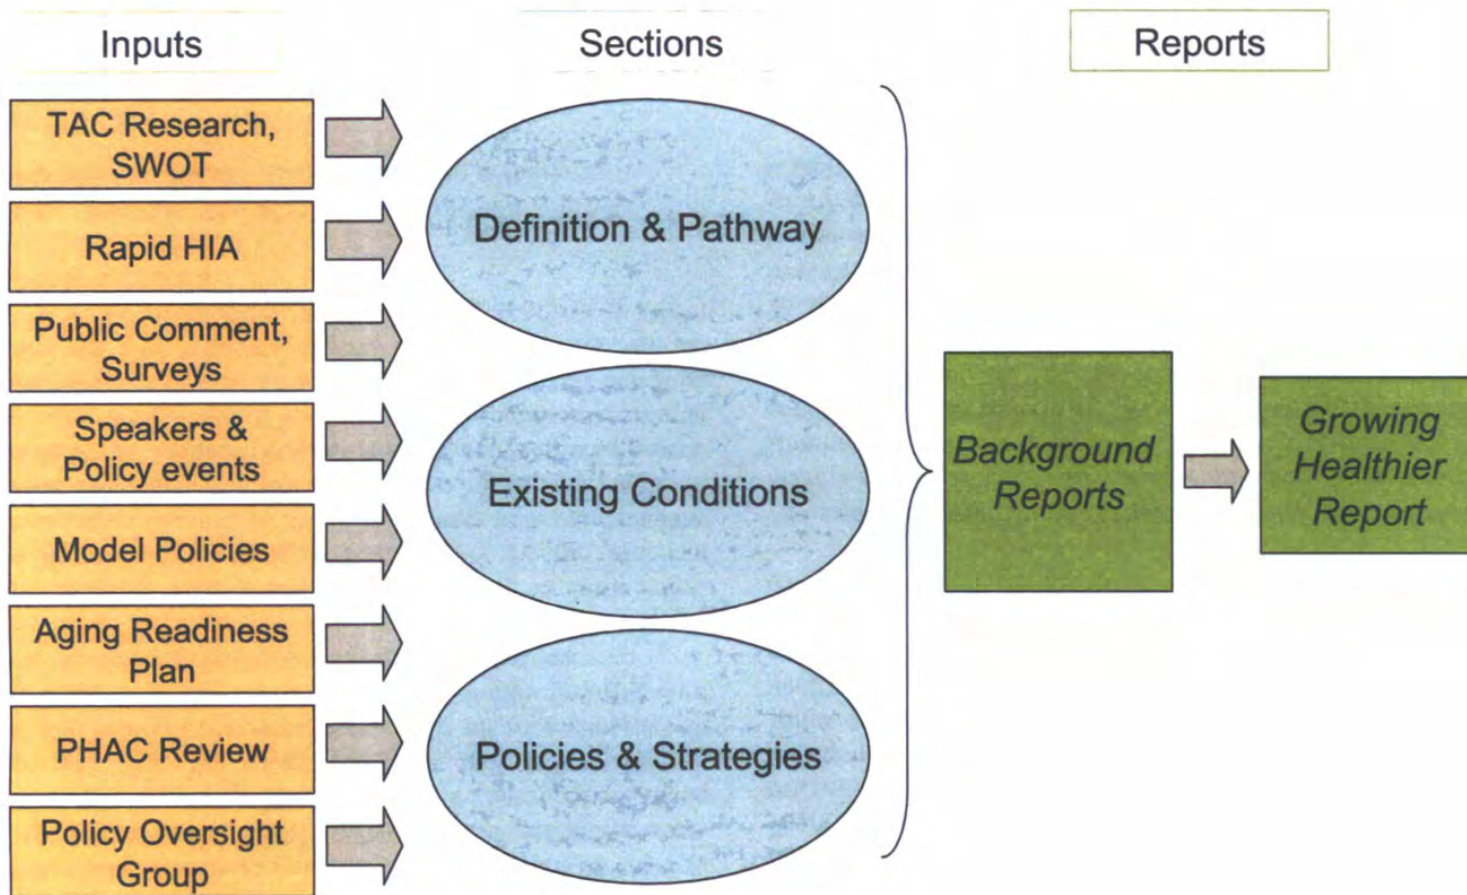 Inputs
Sections
Reports
TAC Research,
SWOT
Rapid HIA
Public Comment,
Surveys
Speakers &
Policy events
Model Policies
Aging Readiness
Plan
PHAC Review
Policy Oversight
Group
Definition & Pathway
Existing Conditions
Policies & Strategies
Background
Reports
Growing
Healthier
Report